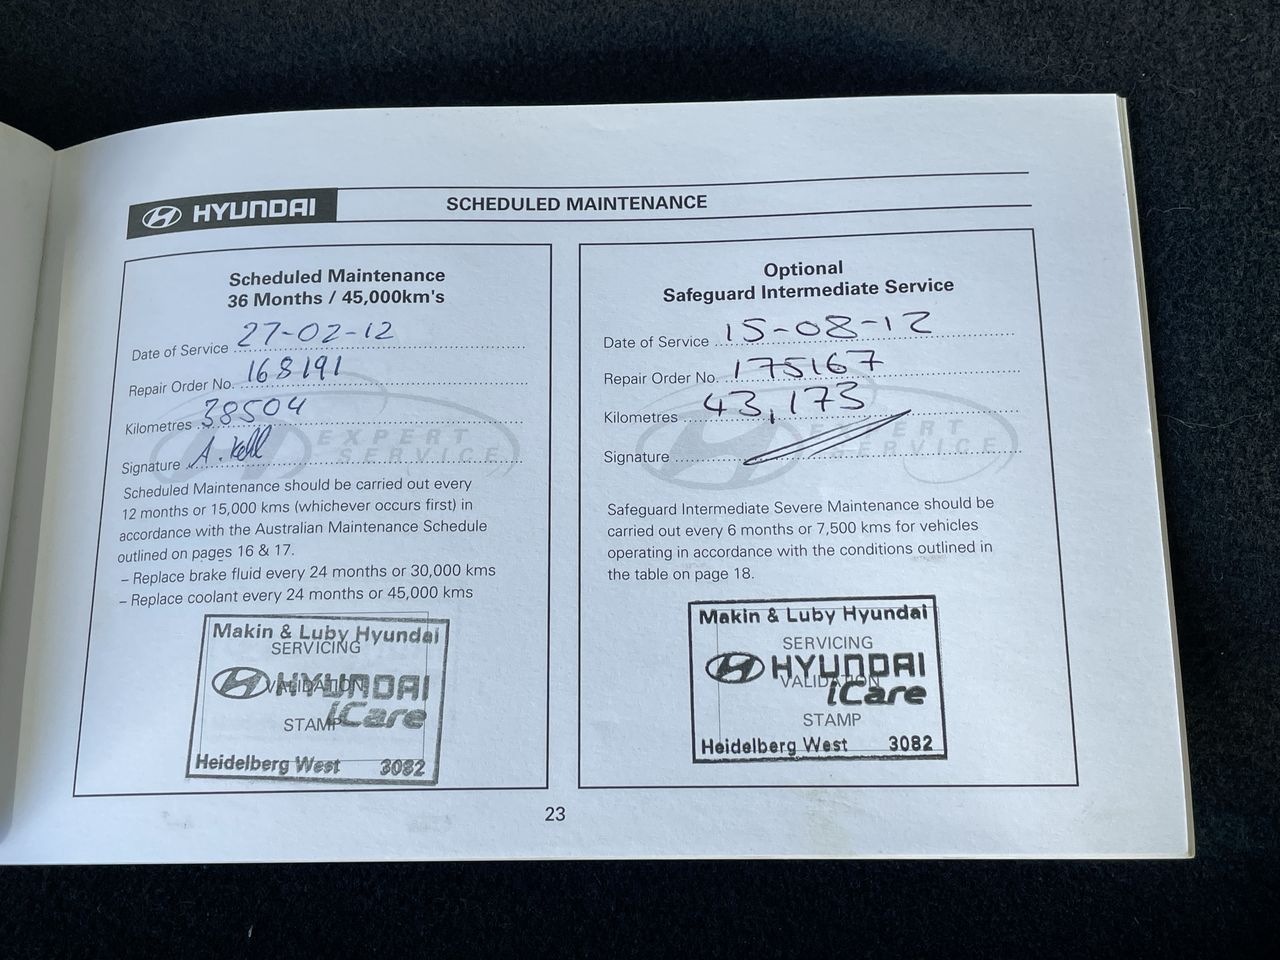 HYUNDAI
SCHEDULED MAINTENANCE
Scheduled Maintenance
36 Months / 45,000km's
Date of Service 27-02-12
Repair Order No. 168191
Kilometres 38504
EXPERT
SERVICE
Signature A. Kehl
Scheduled Maintenance should be carried out every
12 months or 15,000 kms (whichever occurs first) in
accordance with the Australian Maintenance Schedule
outlined on pages 16 & 17.
– Replace brake fluid every 24 months or 30,000 kms
– Replace coolant every 24 months or 45,000 kms
Makin & Luby Hyundai
SERVICING
HYUNDAI
VALIDATION
iCare
STAMP
Heidelberg West 3082
Optional
Safeguard Intermediate Service
Date of Service 15-08-12
Repair Order No. 175167
Kilometres 43,173
EXPERT
SERVICE
Signature
Safeguard Intermediate Severe Maintenance should be
carried out every 6 months or 7,500 kms for vehicles
operating in accordance with the conditions outlined in
the table on page 18.
Makin & Luby Hyundai
SERVICING
HYUNDAI
VALIDATION
iCare
STAMP
Heidelberg West 3082
23